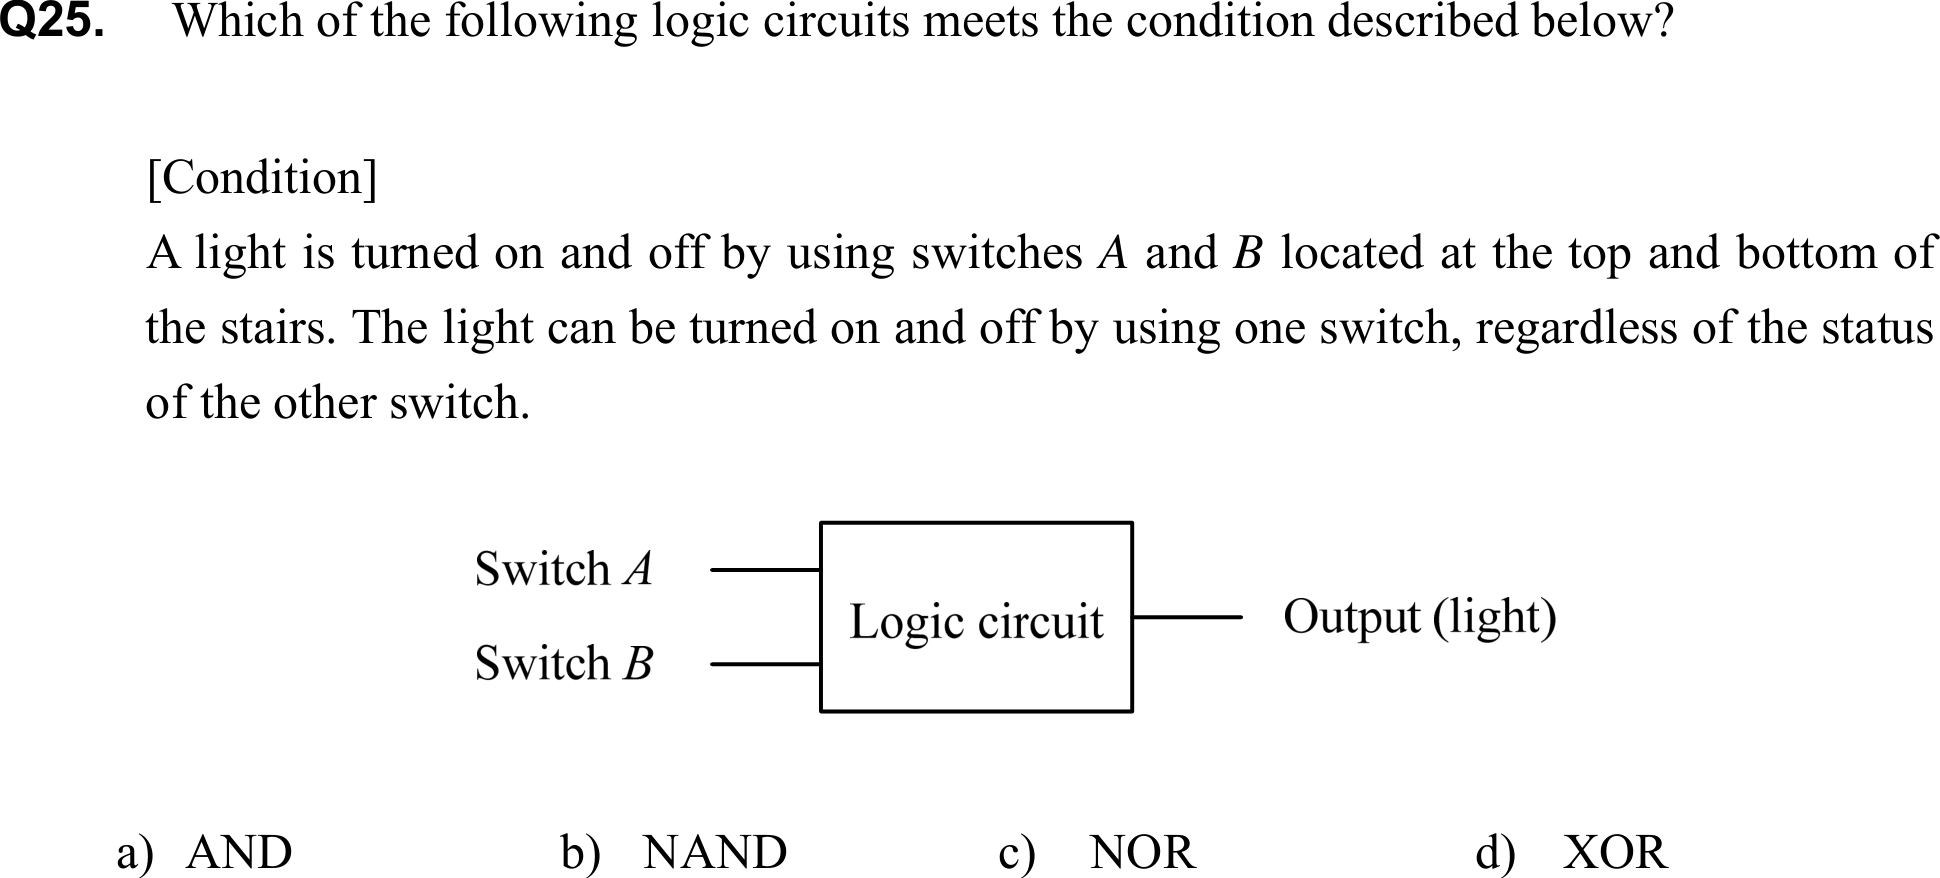 Q25. Which of the following logic circuits meets the condition described below?
[Condition]
A light is turned on and off by using switches A and B located at the top and bottom of
the stairs. The light can be turned on and off by using one switch, regardless of the status
of the other switch.
Switch A
Logic circuit
Output (light)
Switch B
a) AND b) NAND c) NOR d) XOR